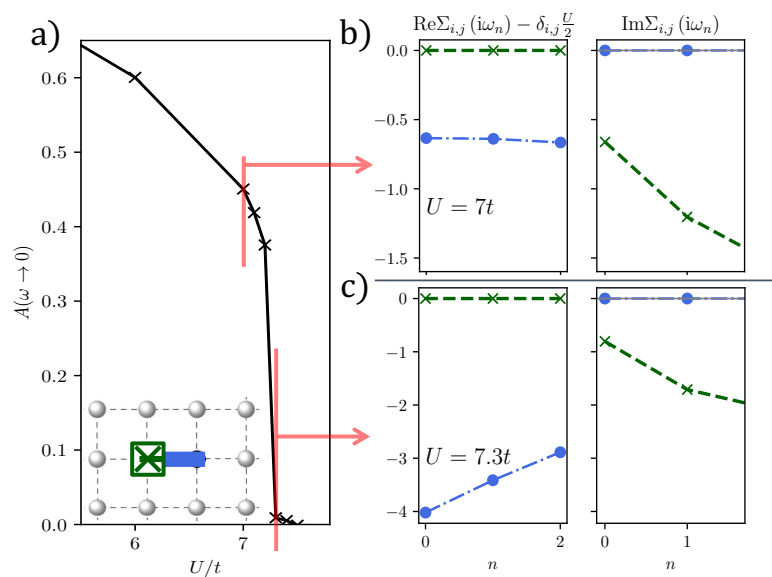 a)
0.6
0.5
0.4
0.3
0.2
0.1
0.0
A(ω → 0)
6
7
U/t
b)
ReΣ_{i,j} (iω_n) − δ_{i,j} U/2
ImΣ_{i,j} (iω_n)
0.0
−0.5
−1.0
−1.5
U = 7t
c)
0
−1
−2
−3
−4
U = 7.3t
0
2
n
0
1
n